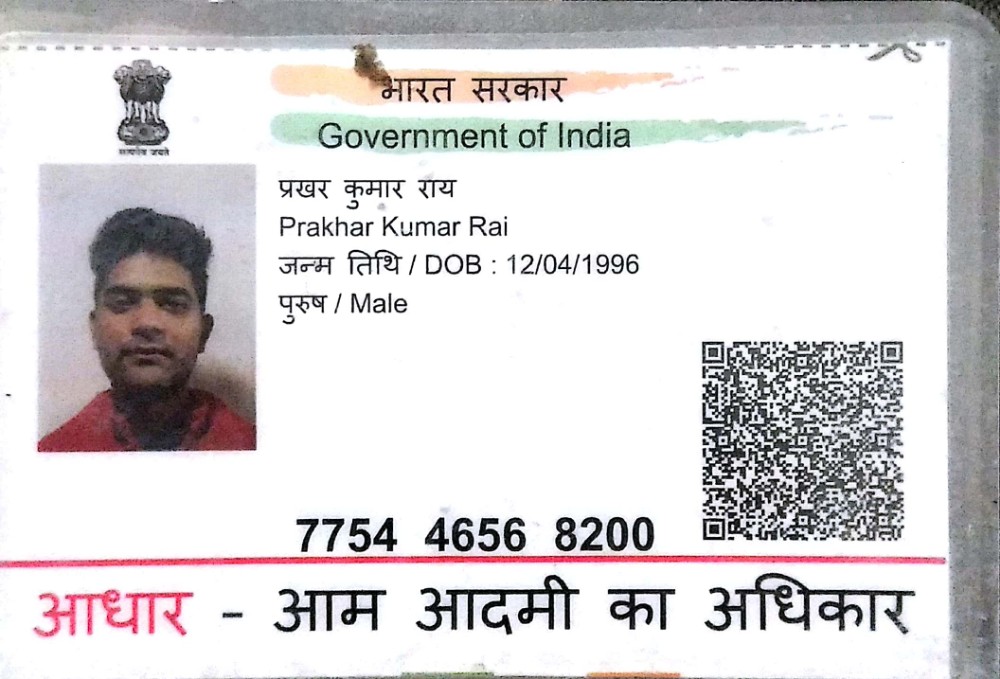 भारत सरकार
Government of India
सत्यमेव जयते
प्रखर कुमार राय
Prakhar Kumar Rai
जन्म तिथि / DOB : 12/04/1996
पुरुष / Male
7754 4656 8200
आधार - आम आदमी का अधिकार